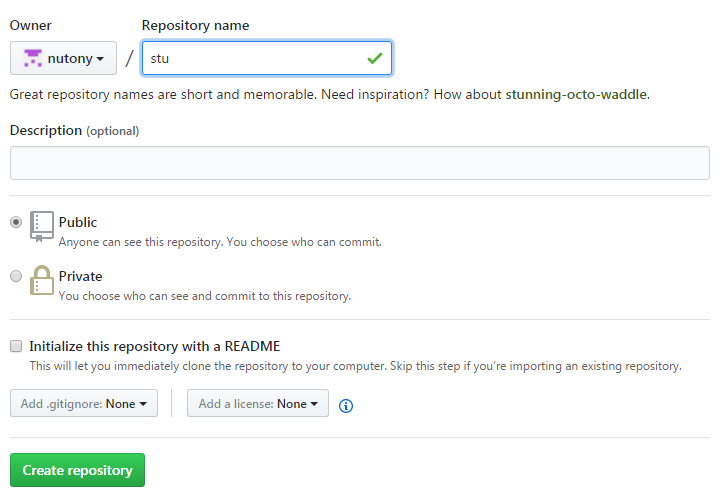 Owner Repository name
nutony / stu
Great repository names are short and memorable. Need inspiration? How about stunning-octo-waddle.
Description (optional)
Public
Anyone can see this repository. You choose who can commit.
Private
You choose who can see and commit to this repository.
Initialize this repository with a README
This will let you immediately clone the repository to your computer. Skip this step if you’re importing an existing repository.
Add .gitignore: None Add a license: None
Create repository